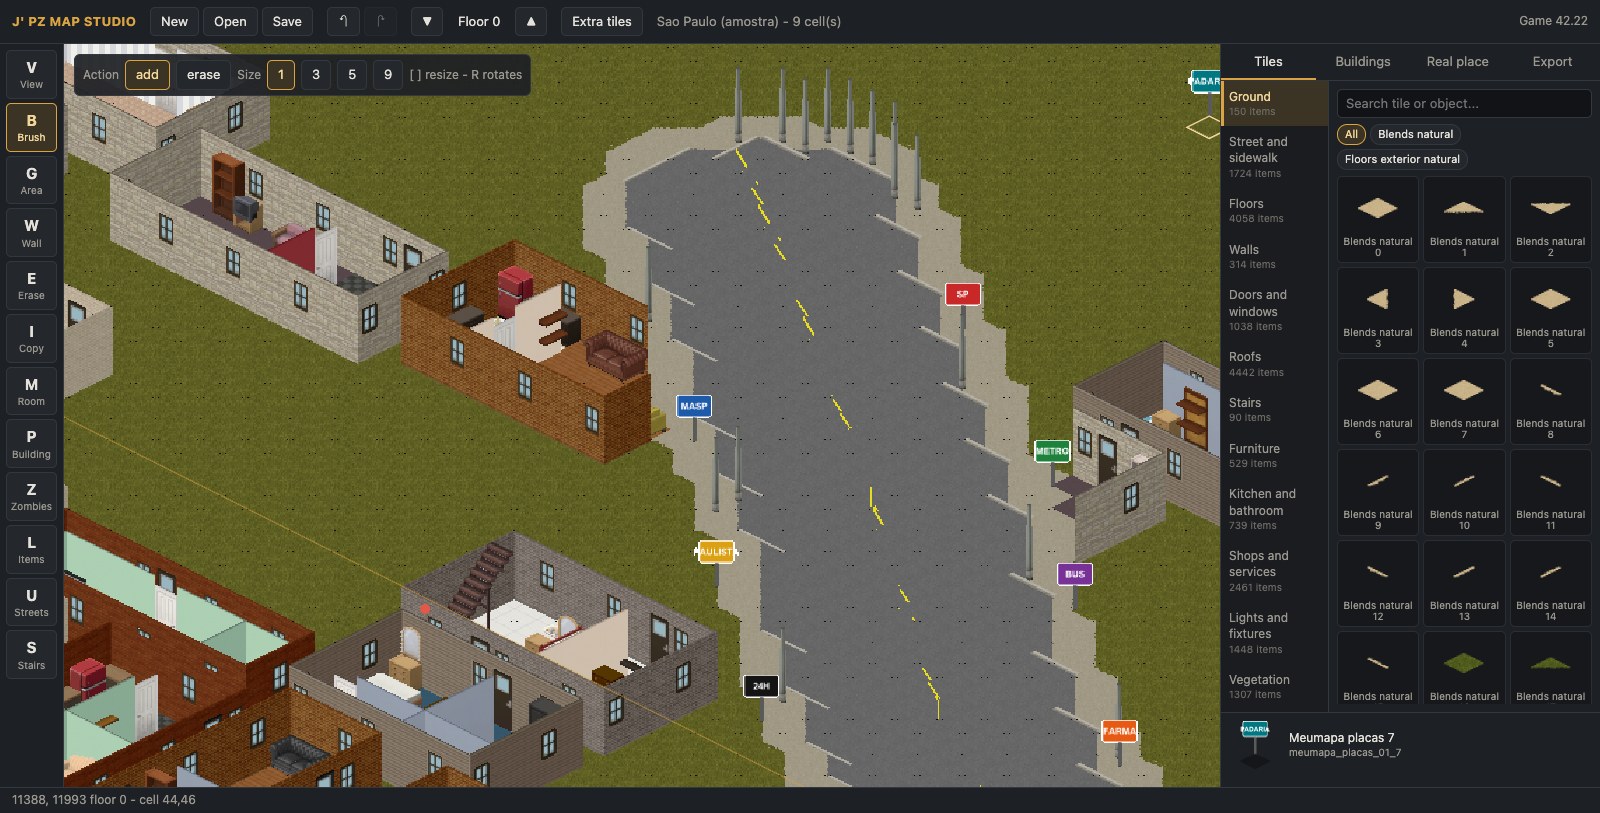 J' PZ MAP STUDIO
New
Open
Save
▼
Floor 0
▲
Extra tiles
Sao Paulo (amostra) - 9 cell(s)
Game 42.22
Action
add
erase
Size
1
3
5
9
[ ] resize - R rotates
V
View
B
Brush
G
Area
W
Wall
E
Erase
I
Copy
M
Room
P
Building
Z
Zombies
L
Items
U
Streets
S
Stairs
PADAR
SP
MASP
METRO
AULIST
BUS
24H
FARMA
Tiles
Buildings
Real place
Export
Ground
150 items
Street and
sidewalk
1724 items
Floors
4058 items
Walls
314 items
Doors and
windows
1038 items
Roofs
4442 items
Stairs
90 items
Furniture
529 items
Kitchen and
bathroom
739 items
Shops and
services
2461 items
Lights and
fixtures
1448 items
Vegetation
1307 items
Search tile or object...
All
Blends natural
Floors exterior natural
Blends natural
0
Blends natural
1
Blends natural
2
Blends natural
3
Blends natural
4
Blends natural
5
Blends natural
6
Blends natural
7
Blends natural
8
Blends natural
9
Blends natural
10
Blends natural
11
Blends natural
12
Blends natural
13
Blends natural
14
Blends natural
Blends natural
Blends natural
PADARIA
Meumapa placas 7
meumapa_placas_01_7
11388, 11993 floor 0 - cell 44,46